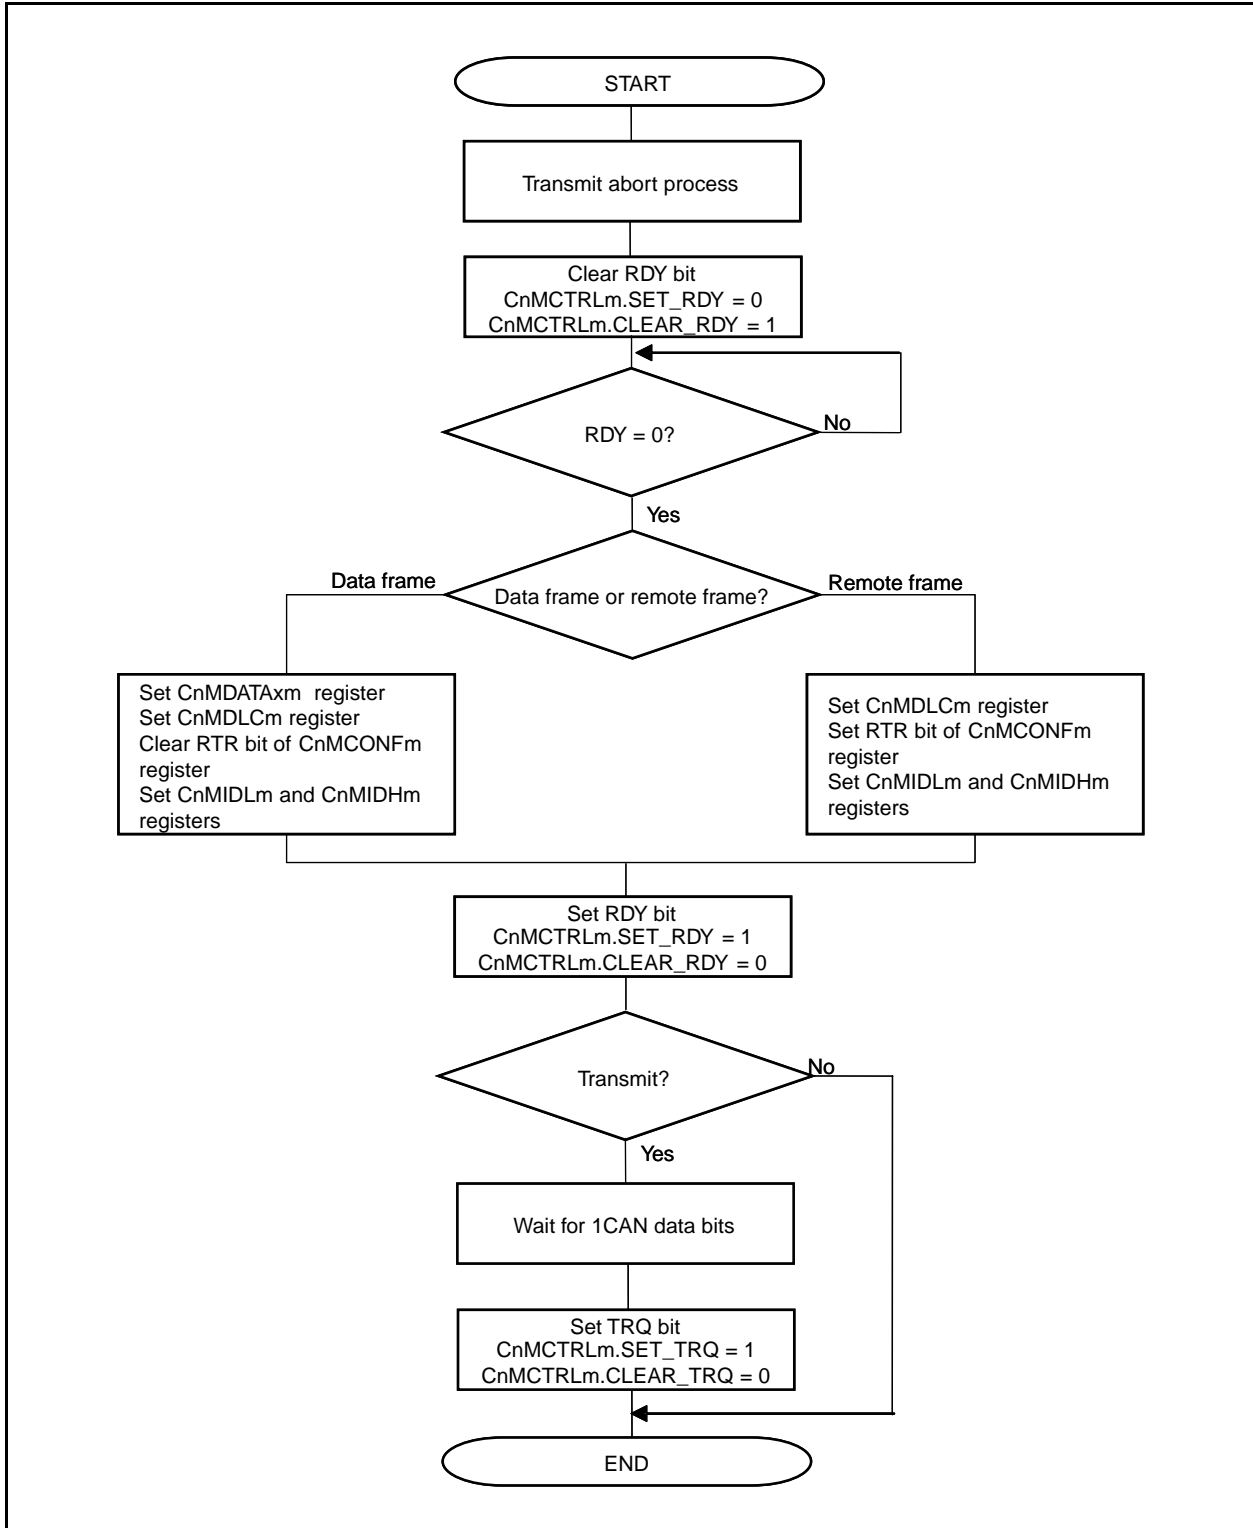 START
Transmit abort process
Clear RDY bit
CnMCTRLm.SET_RDY = 0
CnMCTRLm.CLEAR_RDY = 1
RDY = 0?
No
Yes
Data frame or remote frame?
Data frame
Remote frame
Set CnMDATAxm register
Set CnMDLCm register
Clear RTR bit of CnMCONFm
register
Set CnMIDLm and CnMIDHm
registers
Set CnMDLCm register
Set RTR bit of CnMCONFm
register
Set CnMIDLm and CnMIDHm
registers
Set RDY bit
CnMCTRLm.SET_RDY = 1
CnMCTRLm.CLEAR_RDY = 0
Transmit?
No
Yes
Wait for 1CAN data bits
Set TRQ bit
CnMCTRLm.SET_TRQ = 1
CnMCTRLm.CLEAR_TRQ = 0
END